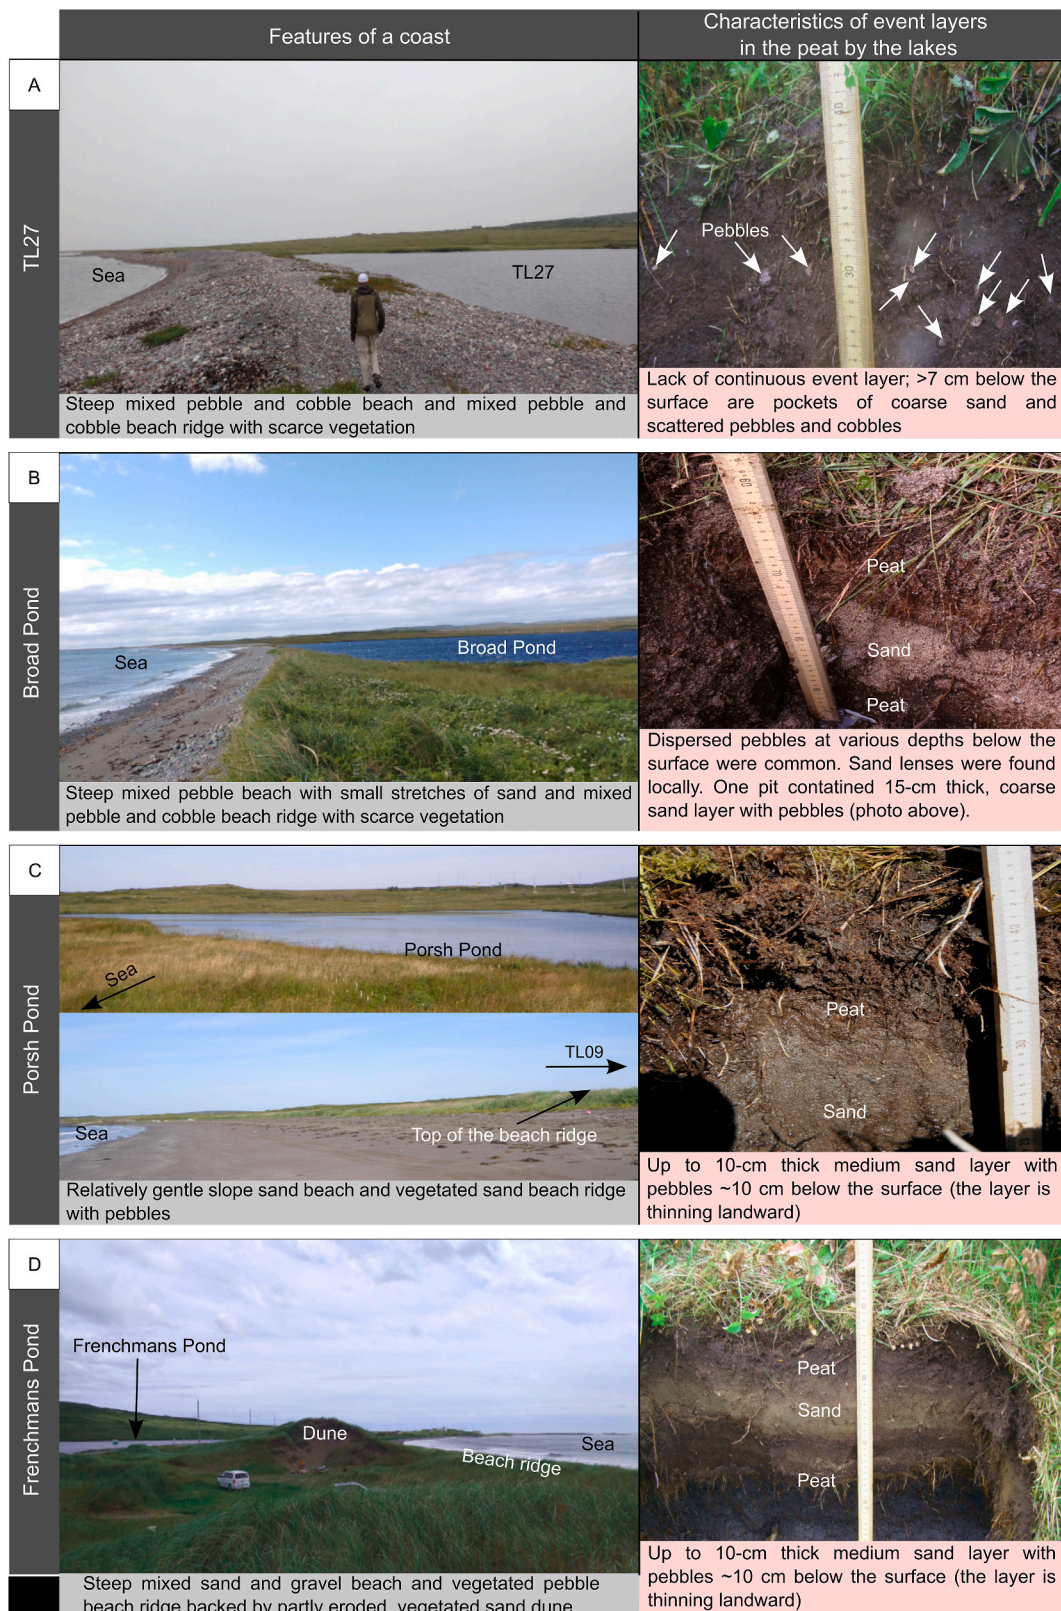 Features of a coast
Characteristics of event layers
in the peat by the lakes
A
TL27
Sea
TL27
Steep mixed pebble and cobble beach and mixed pebble and
cobble beach ridge with scarce vegetation
Pebbles
40
30
Lack of continuous event layer; >7 cm below the
surface are pockets of coarse sand and
scattered pebbles and cobbles
B
Broad Pond
Sea
Broad Pond
Steep mixed pebble beach with small stretches of sand and mixed
pebble and cobble beach ridge with scarce vegetation
60
70
Peat
Sand
Peat
Dispersed pebbles at various depths below the
surface were common. Sand lenses were found
locally. One pit contatined 15-cm thick, coarse
sand layer with pebbles (photo above).
C
Porsh Pond
Porsh Pond
Sea
TL09
Sea
Top of the beach ridge
Relatively gentle slope sand beach and vegetated sand beach ridge
with pebbles
40
30
Peat
Sand
Up to 10-cm thick medium sand layer with
pebbles ~10 cm below the surface (the layer is
thinning landward)
D
Frenchmans Pond
Frenchmans Pond
Dune
Sea
Beach ridge
Steep mixed sand and gravel beach and vegetated pebble
beach ridge backed by partly eroded, vegetated sand dune
Peat
Sand
Peat
Up to 10-cm thick medium sand layer with
pebbles ~10 cm below the surface (the layer is
thinning landward)